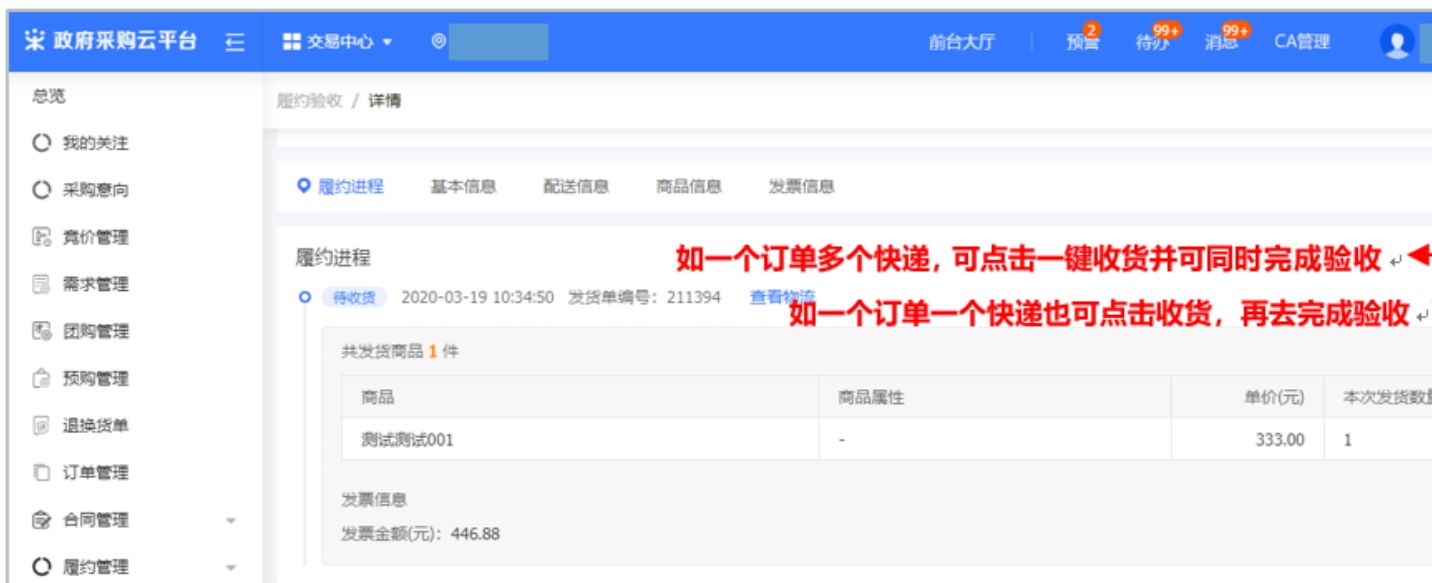 政府采购云平台 交易中心 前台大厅 预警 2 待办 99+ 消息 99+ CA管理
总览
我的关注
采购意向
竞价管理
需求管理
团购管理
预购管理
退换货单
订单管理
合同管理
履约管理
履约验收 / 详情
履约进程 基本信息 配送信息 商品信息 发票信息
履约进程
如一个订单多个快递，可点击一键收货并可同时完成验收
待收货 2020-03-19 10:34:50 发货单编号：211394 查看物流
如一个订单一个快递也可点击收货，再去完成验收
共发货商品 1 件
商品 商品属性 单价(元) 本次发货数量
测试测试001 - 333.00 1
发票信息
发票金额(元)：446.88